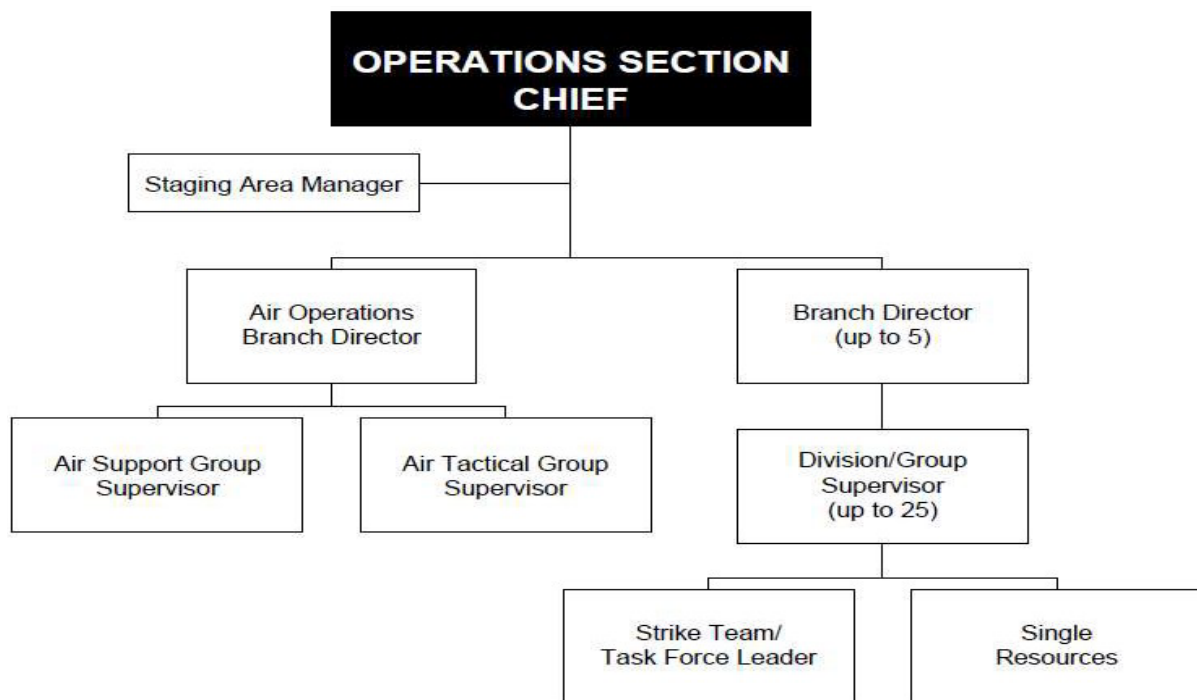 OPERATIONS SECTION
CHIEF
Staging Area Manager
Air Operations
Branch Director
Branch Director
(up to 5)
Air Support Group
Supervisor
Air Tactical Group
Supervisor
Division/Group
Supervisor
(up to 25)
Strike Team/
Task Force Leader
Single
Resources